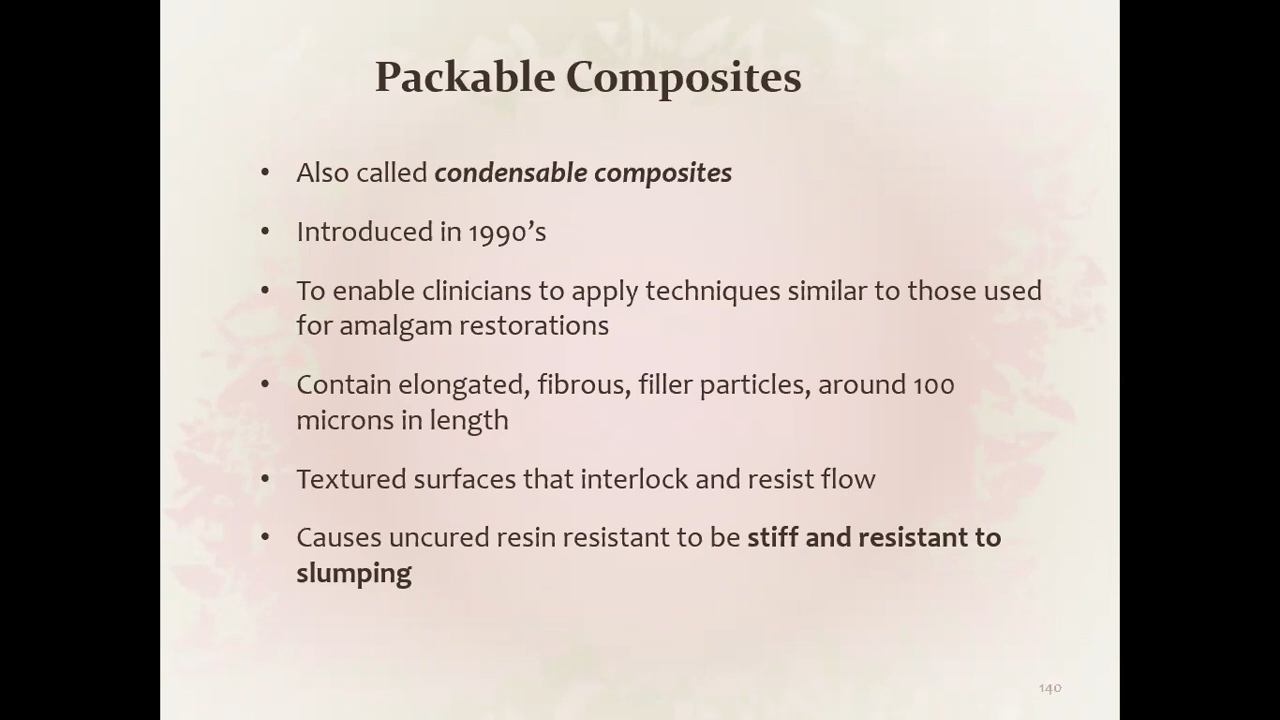 Packable Composites
• Also called condensable composites
• Introduced in 1990’s
• To enable clinicians to apply techniques similar to those used
for amalgam restorations
• Contain elongated, fibrous, filler particles, around 100
microns in length
• Textured surfaces that interlock and resist flow
• Causes uncured resin resistant to be stiff and resistant to
slumping
140